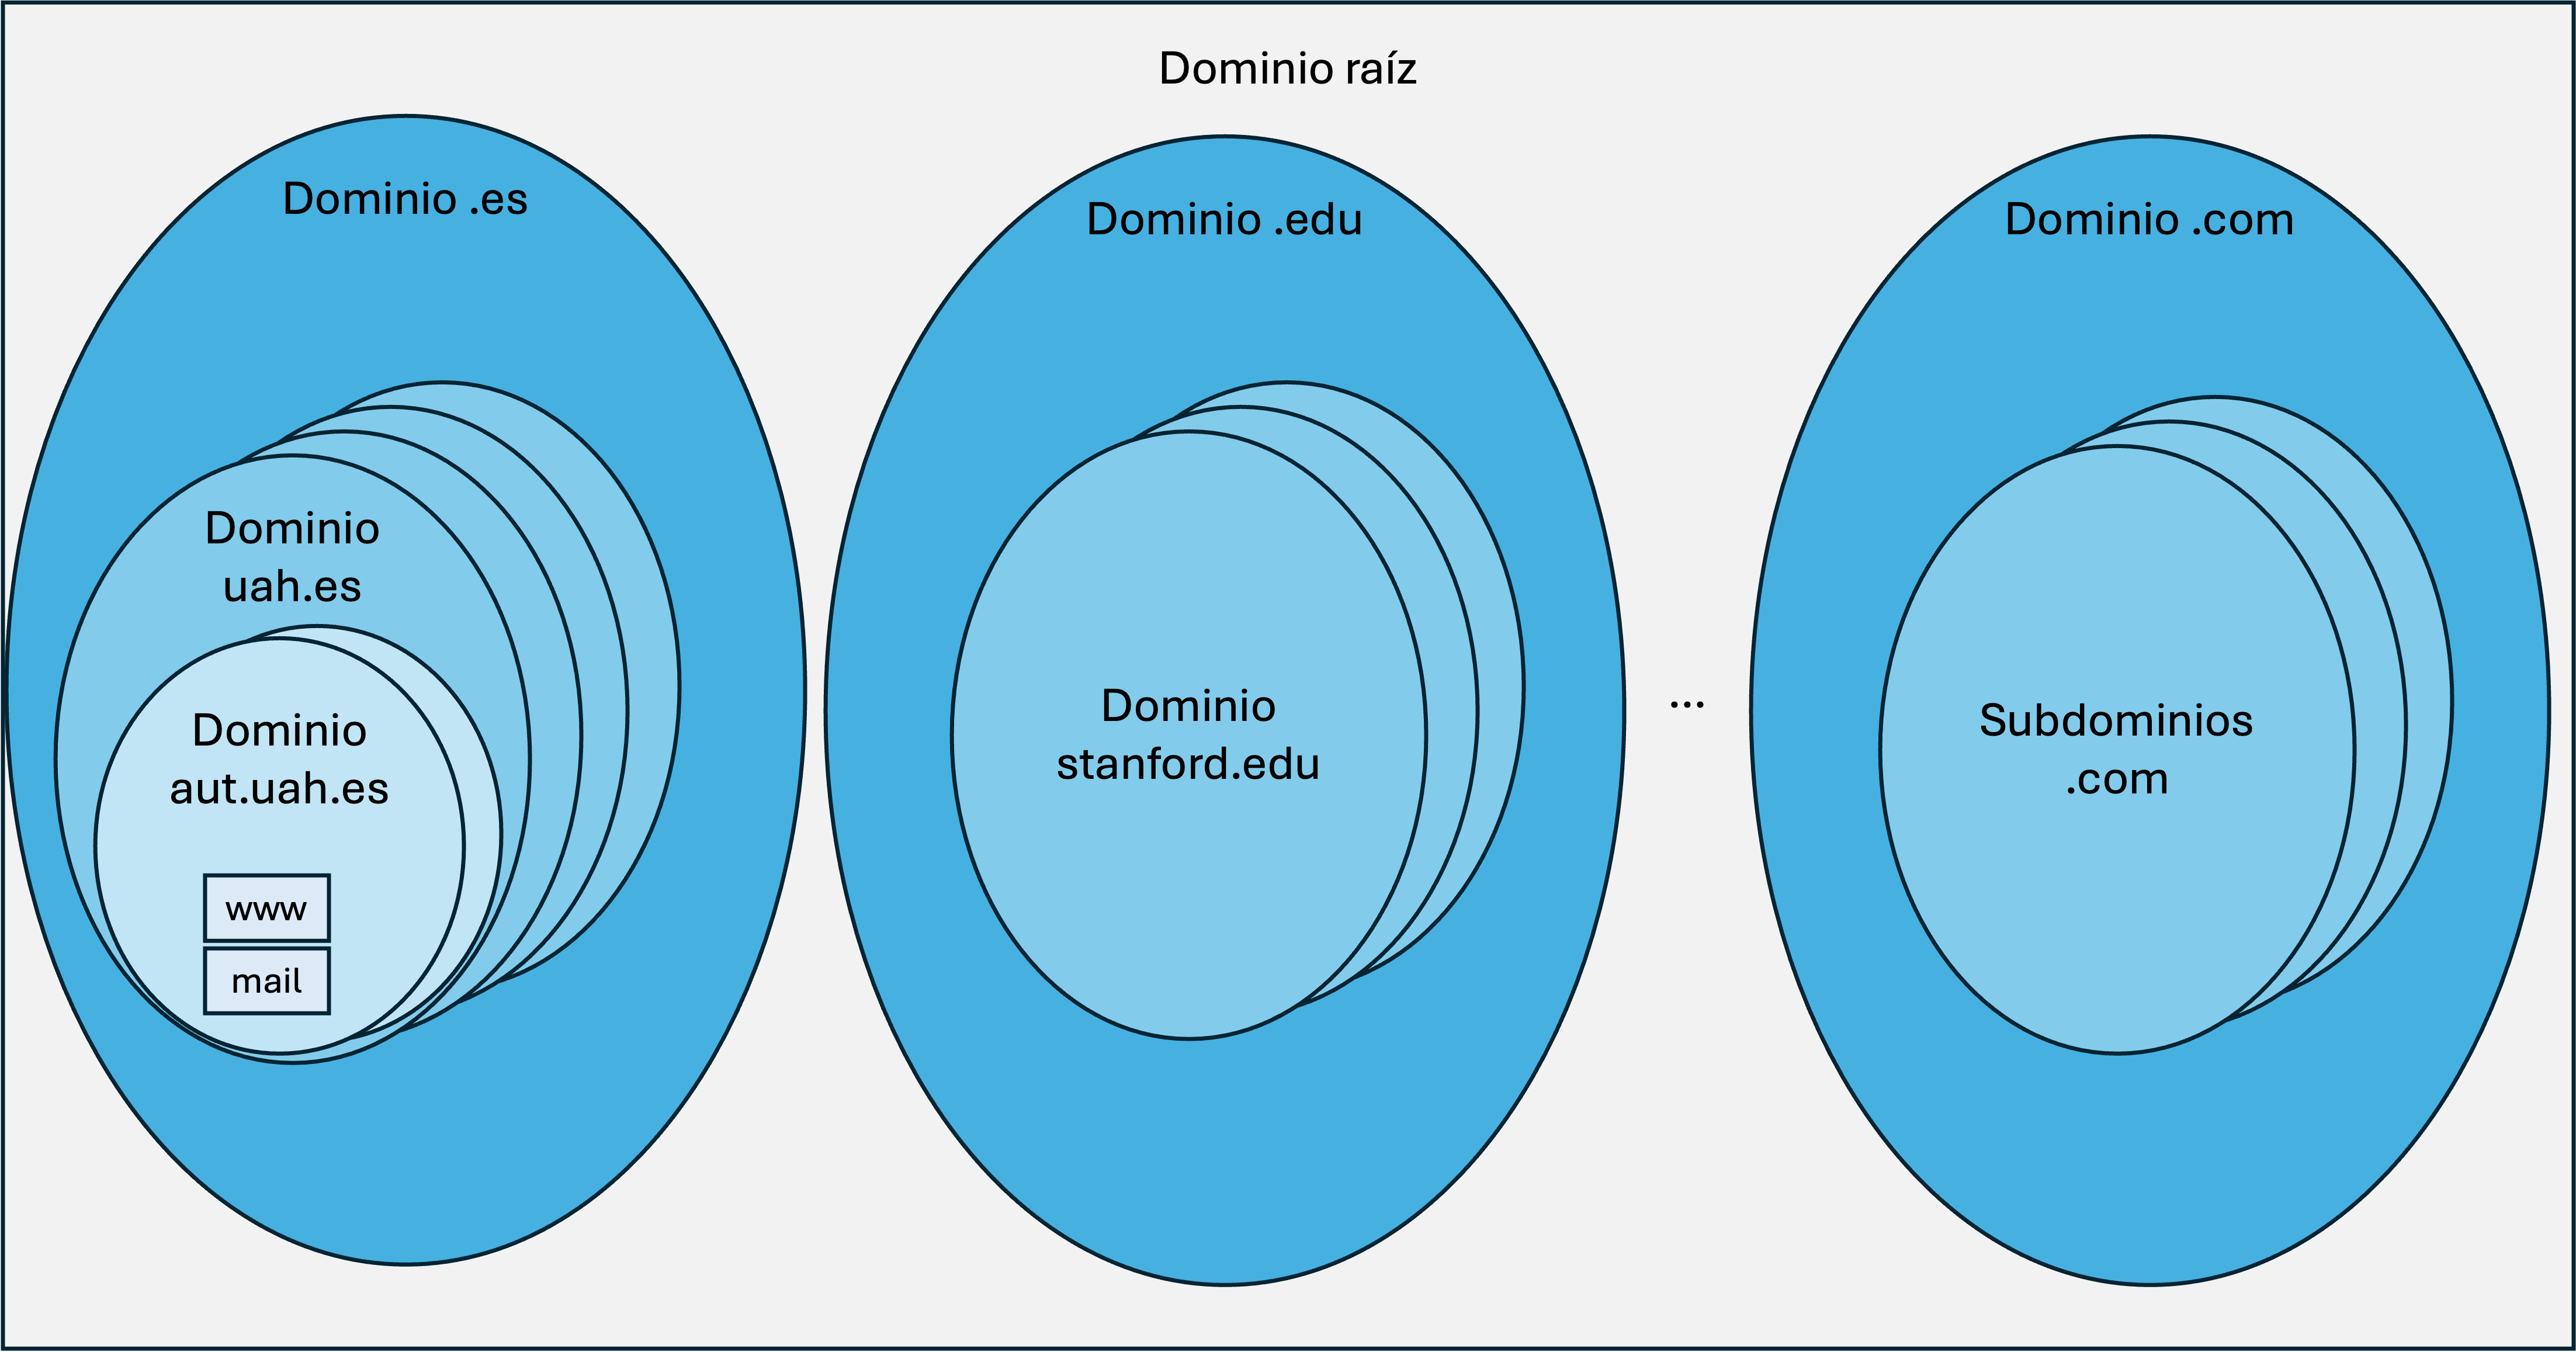 Dominio raíz
Dominio .es
Dominio
uah.es
Dominio
aut.uah.es
www
mail
Dominio .edu
Dominio
stanford.edu
...
Dominio .com
Subdominios
.com